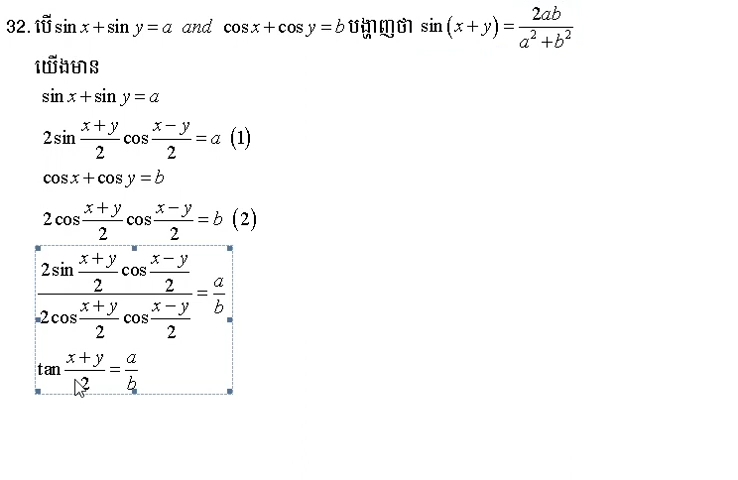 32. បើ sin x + sin y = a and cos x + cos y = b បង្ហាញថា sin(x + y) = 2ab / (a² + b²)
យើងមាន
sin x + sin y = a
2 sin (x + y)/2 cos (x − y)/2 = a (1)
cos x + cos y = b
2 cos (x + y)/2 cos (x − y)/2 = b (2)
(2 sin (x + y)/2 cos (x − y)/2) / (2 cos (x + y)/2 cos (x − y)/2) = a/b
tan (x + y)/2 = a/b